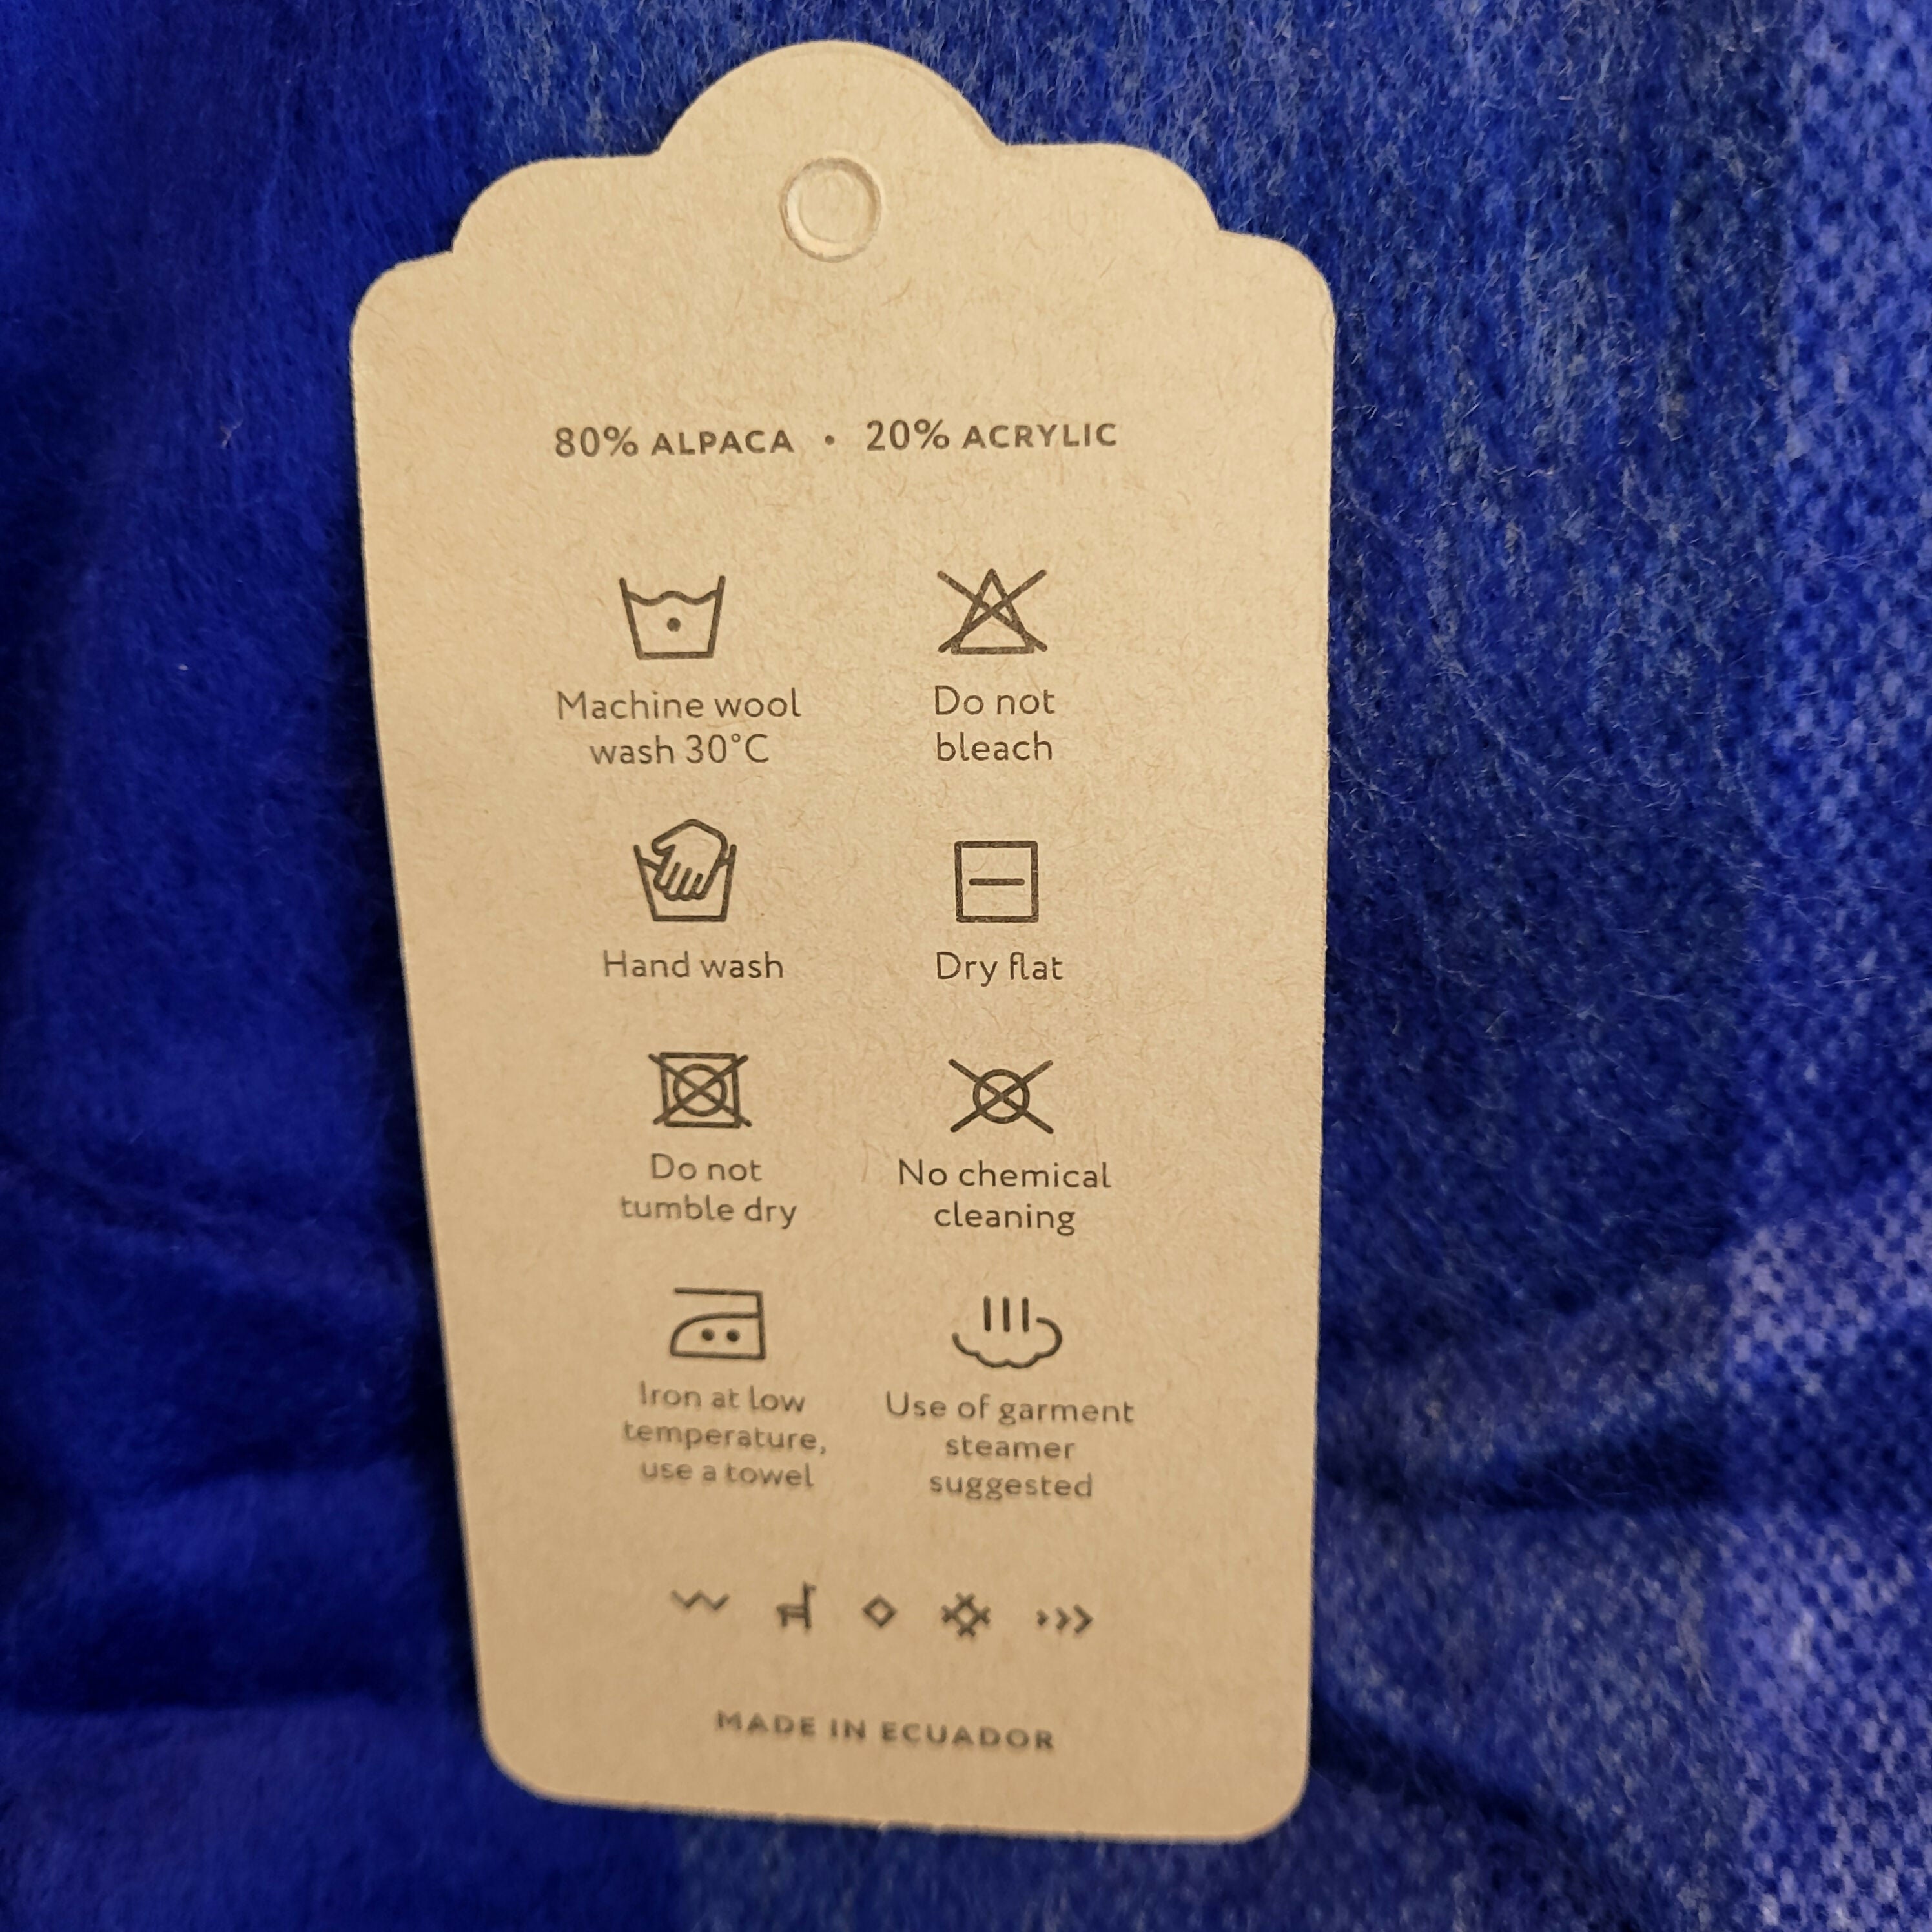 80% ALPACA • 20% ACRYLIC
Machine wool
wash 30°C
Do not
bleach
Hand wash
Dry flat
Do not
tumble dry
No chemical
cleaning
Iron at low
temperature,
use a towel
Use of garment
steamer
suggested
MADE IN ECUADOR